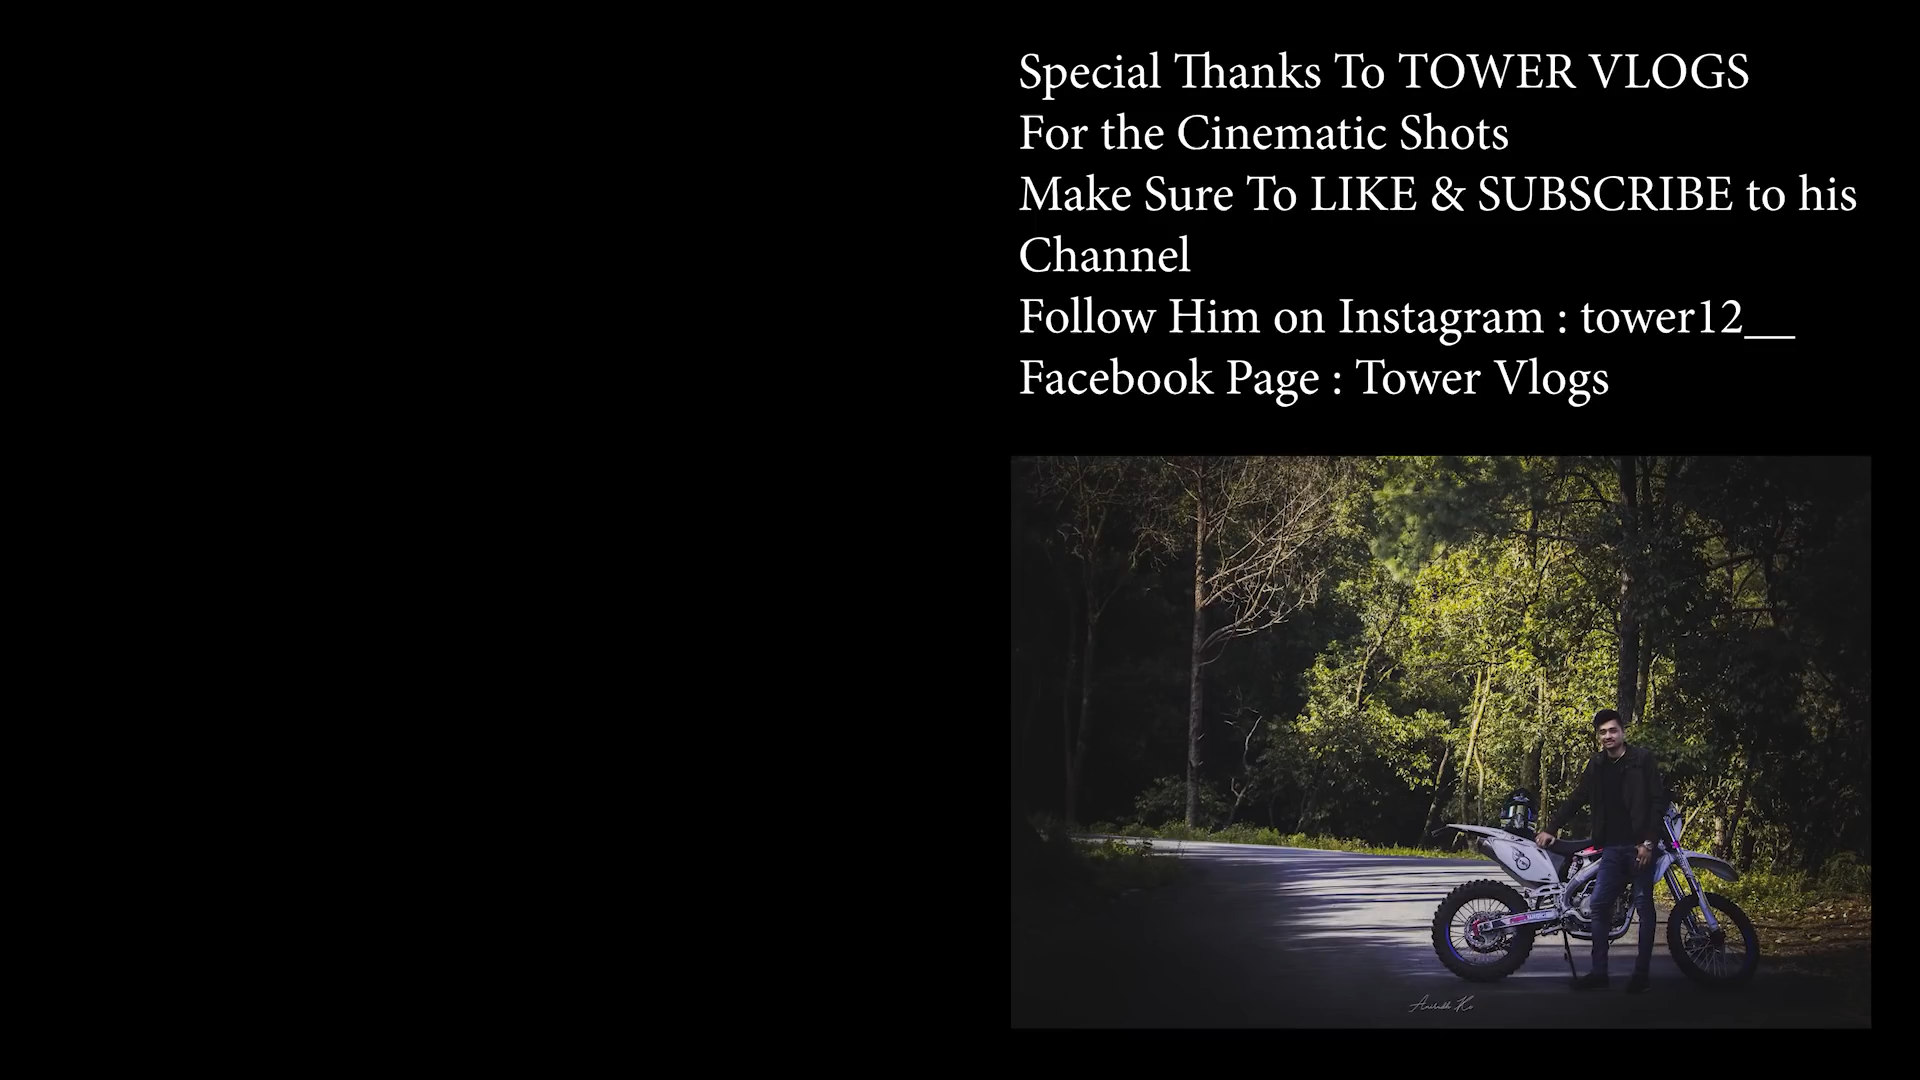 Special Thanks To TOWER VLOGS
For the Cinematic Shots
Make Sure To LIKE & SUBSCRIBE to his
Channel
Follow Him on Instagram : tower12__
Facebook Page : Tower Vlogs